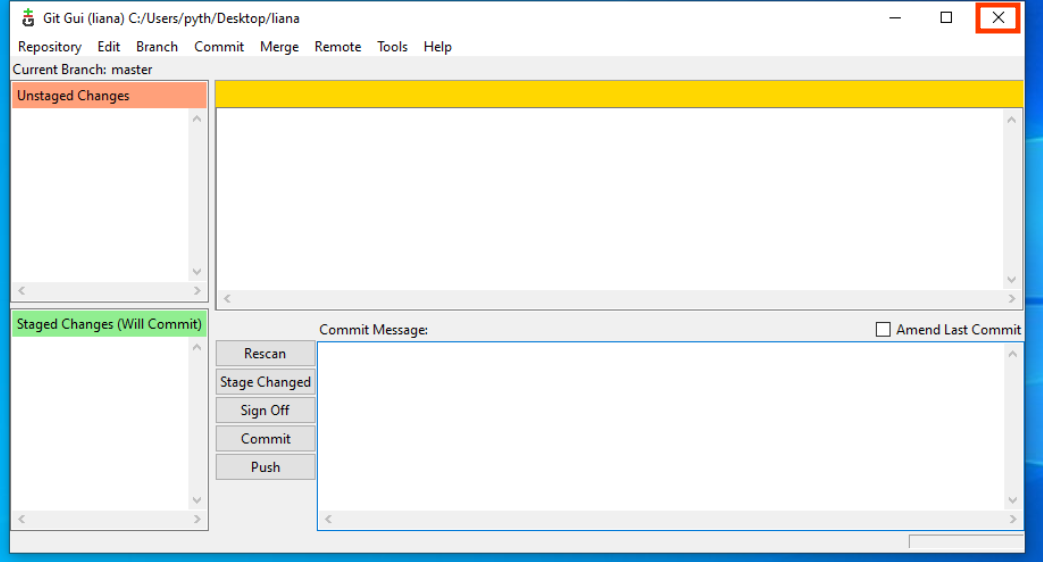 Git Gui (liana) C:/Users/pyth/Desktop/liana
Repository Edit Branch Commit Merge Remote Tools Help
Current Branch: master
Unstaged Changes
Staged Changes (Will Commit)
Commit Message:
Amend Last Commit
Rescan
Stage Changed
Sign Off
Commit
Push